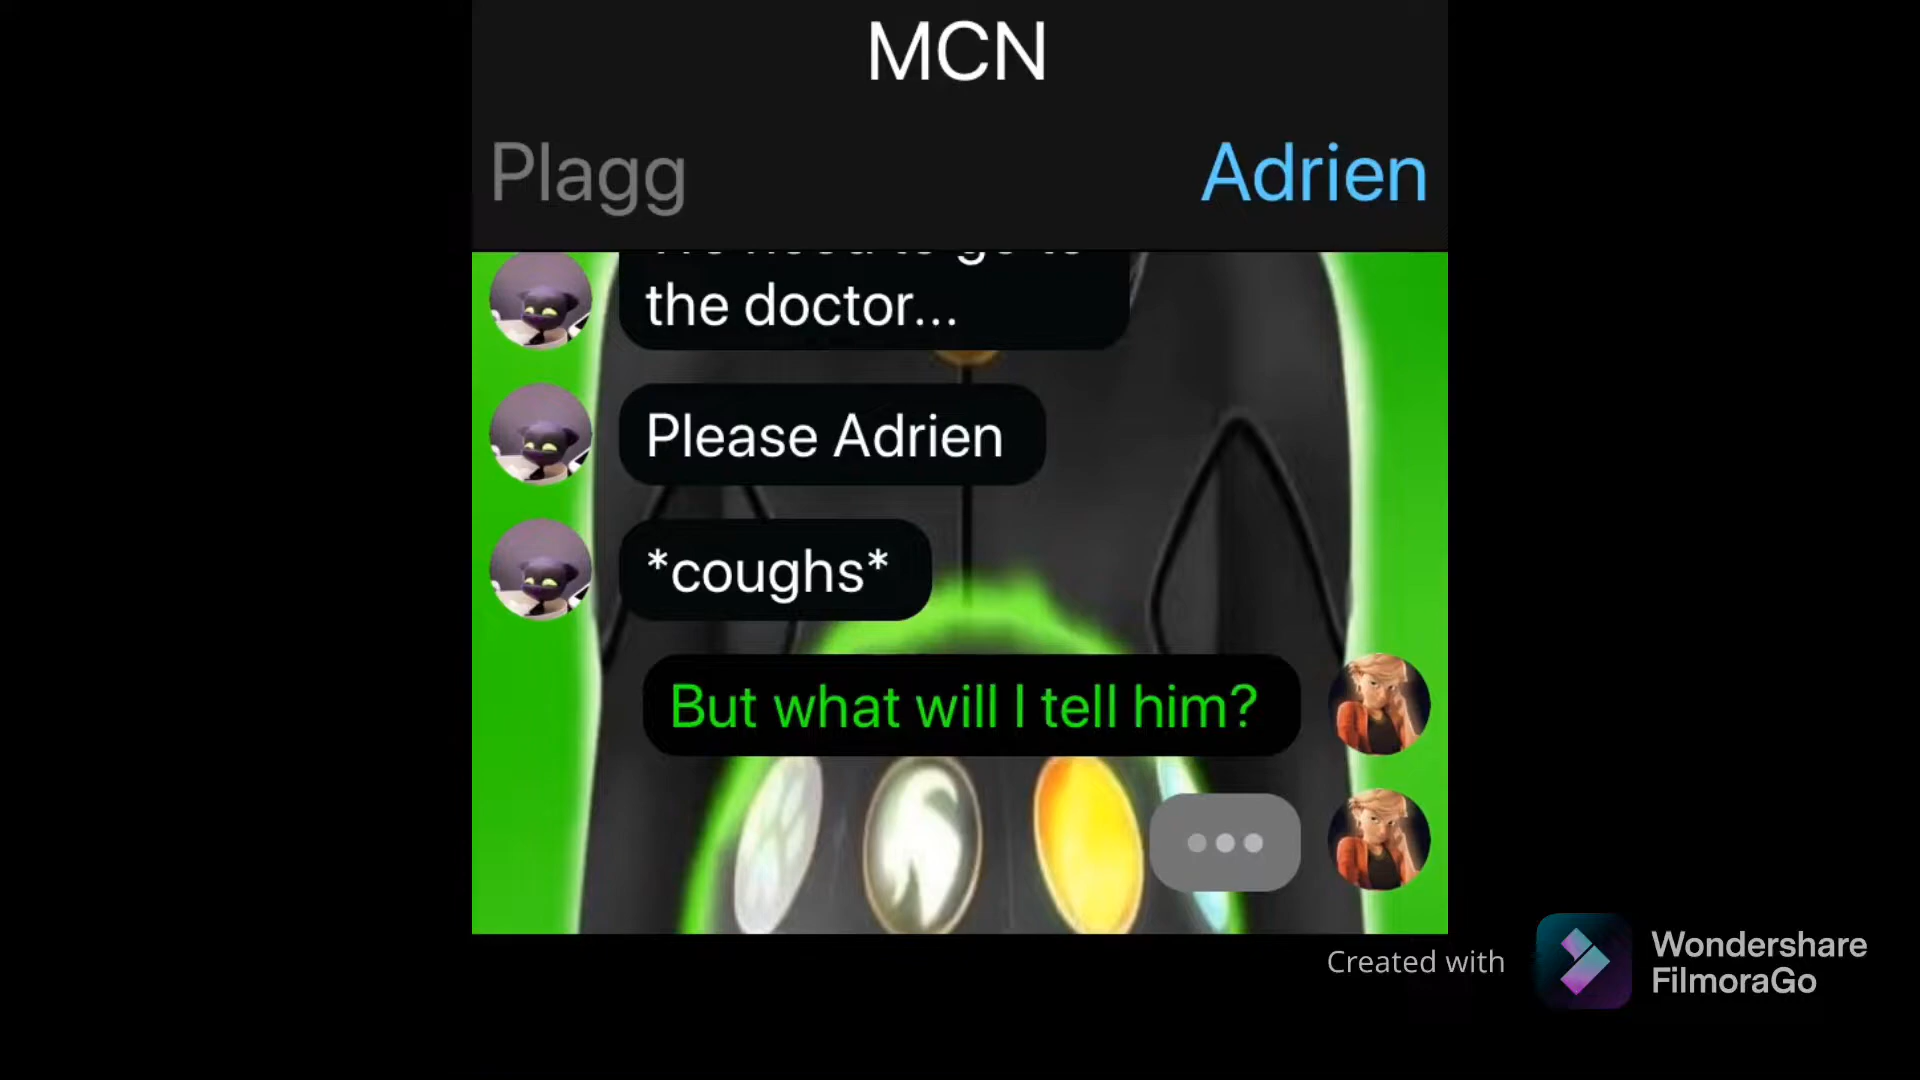 MCN
Plagg
Adrien
the doctor...
Please Adrien
*coughs*
But what will I tell him?
Created with
Wondershare
FilmoraGo